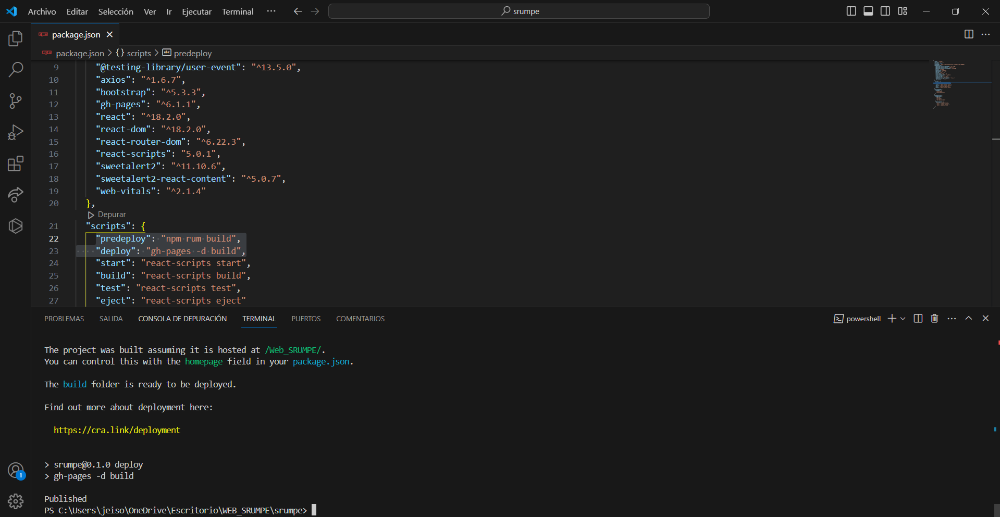 Archivo Editar Selección Ver Ir Ejecutar Terminal ··· srumpe
package.json
package.json > {} scripts > predeploy
9 "@testing-library/user-event": "^13.5.0",
10 "axios": "^1.6.7",
11 "bootstrap": "^5.3.3",
12 "gh-pages": "^6.1.1",
13 "react": "^18.2.0",
14 "react-dom": "^18.2.0",
15 "react-router-dom": "^6.22.3",
16 "react-scripts": "5.0.1",
17 "sweetalert2": "^11.10.6",
18 "sweetalert2-react-content": "^5.0.7",
19 "web-vitals": "^2.1.4"
20 },
Depurar
21 "scripts": {
22 "predeploy": "npm rum build",
23 "deploy": "gh-pages -d build",
24 "start": "react-scripts start",
25 "build": "react-scripts build",
26 "test": "react-scripts test",
27 "eject": "react-scripts eject"
PROBLEMAS SALIDA CONSOLA DE DEPURACIÓN TERMINAL PUERTOS COMENTARIOS powershell
The project was built assuming it is hosted at /Web_SRUMPE/.
You can control this with the homepage field in your package.json.
The build folder is ready to be deployed.
Find out more about deployment here:
https://cra.link/deployment
> srumpe@0.1.0 deploy
> gh-pages -d build
1
Published
PS C:\Users\jeiso\OneDrive\Escritorio\WEB_SRUMPE\srumpe>